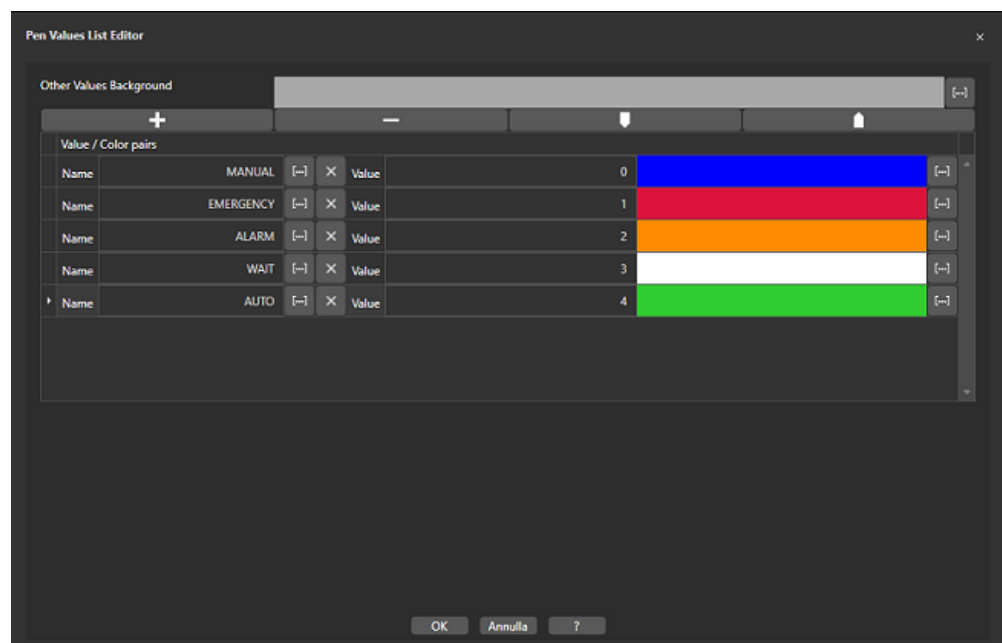 Pen Values List Editor
Other Values Background
Value / Color pairs
Name MANUAL [...] Value 0 [...]
Name EMERGENCY [...] Value 1 [...]
Name ALARM [...] Value 2 [...]
Name WAIT [...] Value 3 [...]
Name AUTO [...] Value 4 [...]
OK Annulla ?